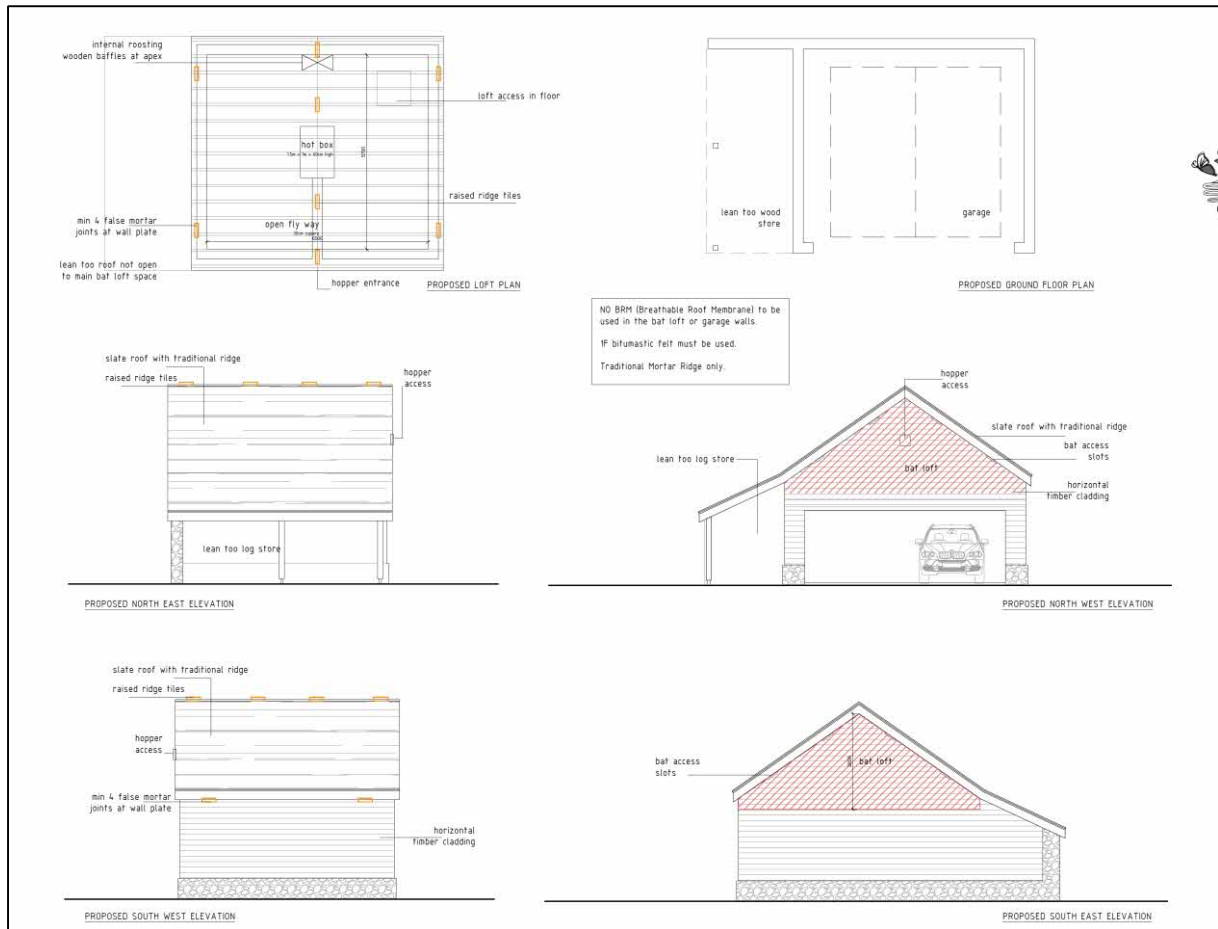 internal roosting
wooden baffles at apex
loft access in floor
hot box
raised ridge tiles
min 4 false mortar
joints at wall plate
open fly way
lean too roof not open
to main bat loft space
hopper entrance
PROPOSED LOFT PLAN
lean too wood
store
garage
PROPOSED GROUND FLOOR PLAN
NO BRM (Breathable Roof Membrane) to be
used in the bat loft or garage walls.
1F bitumastic felt must be used.
Traditional Mortar Ridge only.
slate roof with traditional ridge
raised ridge tiles
hopper
access
lean too log store
PROPOSED NORTH EAST ELEVATION
hopper
access
slate roof with traditional ridge
bat access
slots
lean too log store
bat loft
horizontal
timber cladding
PROPOSED NORTH WEST ELEVATION
slate roof with traditional ridge
raised ridge tiles
hopper
access
min 4 false mortar
joints at wall plate
horizontal
timber cladding
PROPOSED SOUTH WEST ELEVATION
bat access
slots
bat loft
PROPOSED SOUTH EAST ELEVATION